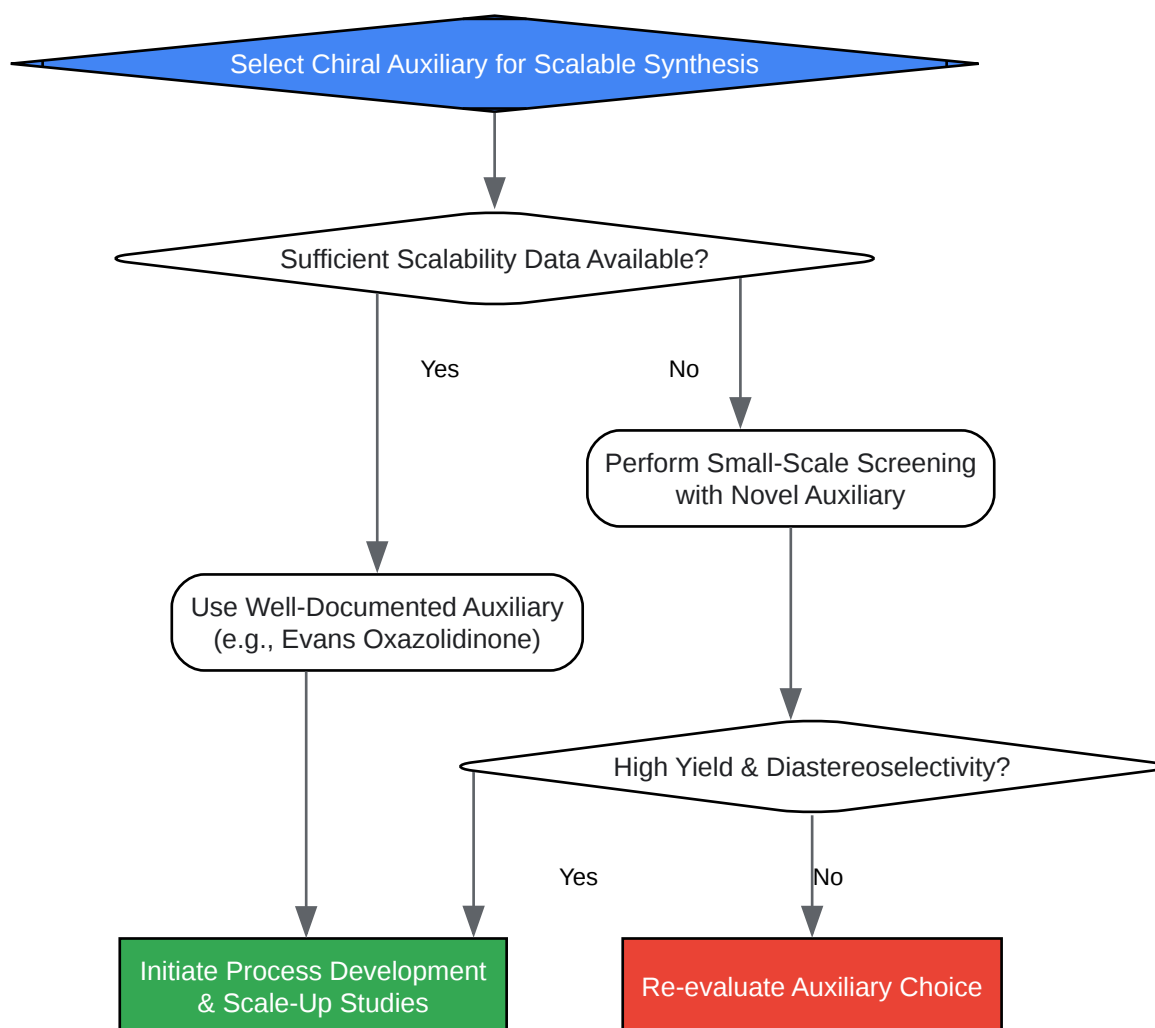 Select Chiral Auxiliary for Scalable Synthesis
Sufficient Scalability Data Available?
Yes
No
Perform Small-Scale Screening
with Novel Auxiliary
Use Well-Documented Auxiliary
(e.g., Evans Oxazolidinone)
High Yield & Diastereoselectivity?
Yes
No
Initiate Process Development
& Scale-Up Studies
Re-evaluate Auxiliary Choice